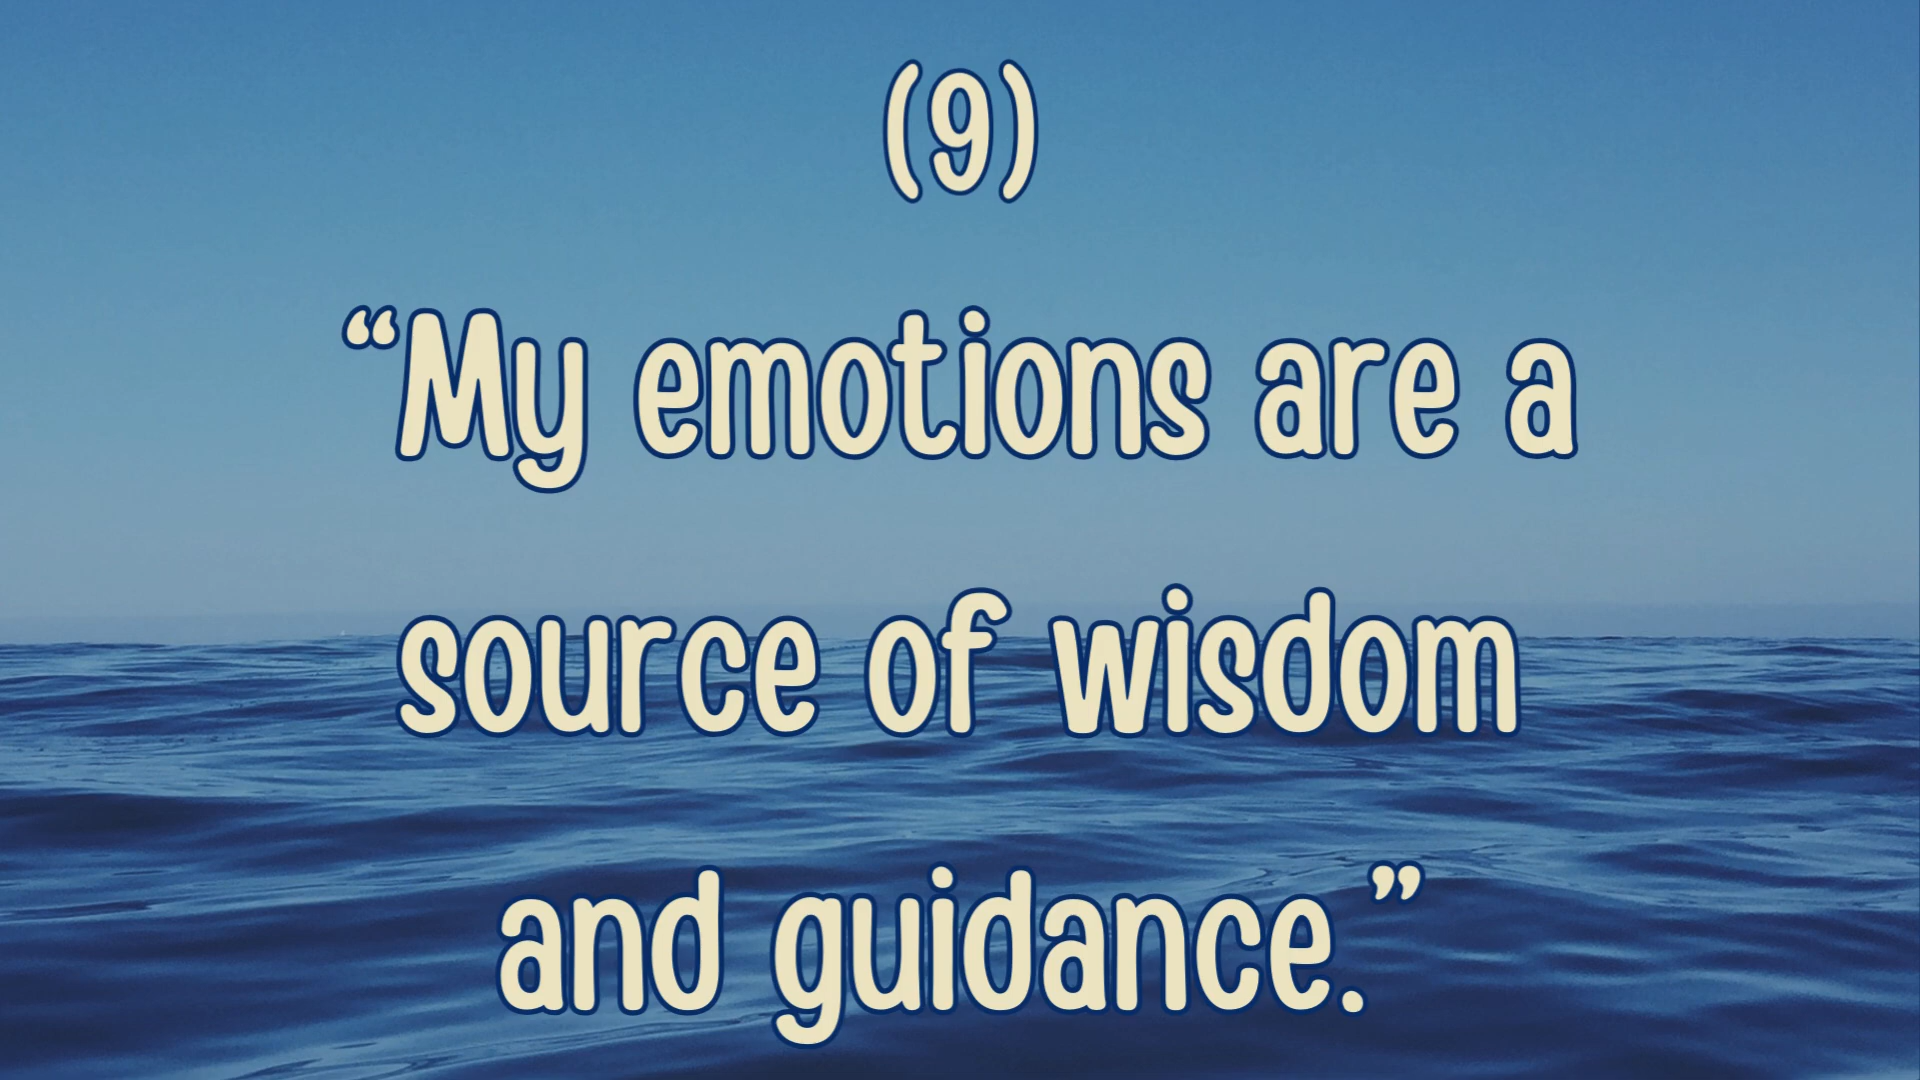 (9)
“My emotions are a
source of wisdom
and guidance.”